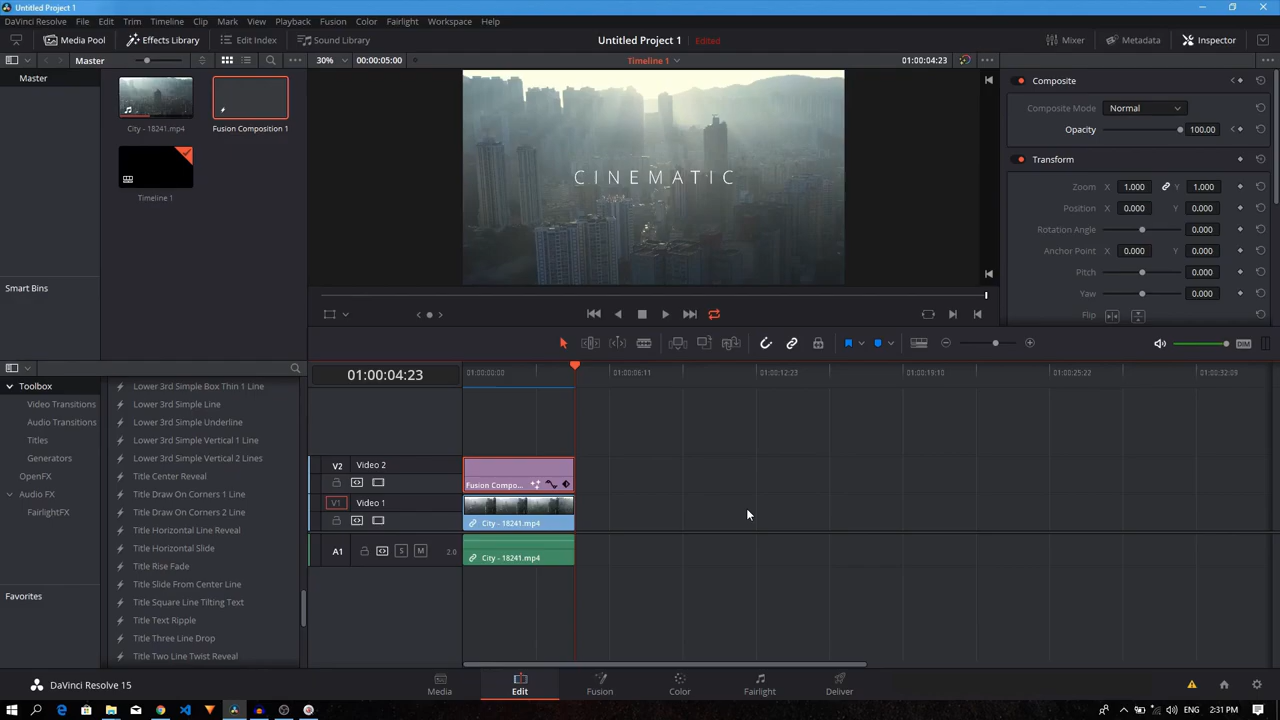 Untitled Project 1
DaVinci Resolve File Edit Trim Timeline Clip Mark View Playback Fusion Color Fairlight Workspace Help
Media Pool Effects Library Edit Index Sound Library Untitled Project 1 Edited Mixer Metadata Inspector
Master 30% 00:00:05:00 Timeline 1 01:00:04:23
Master
City - 18241.mp4 Fusion Composition 1
Timeline 1
Smart Bins
CINEMATIC
Composite
Composite Mode Normal
Opacity 100.00
Transform
Zoom X 1.000 Y 1.000
Position X 0.000 Y 0.000
Rotation Angle 0.000
Anchor Point X 0.000 Y 0.000
Pitch 0.000
Yaw 0.000
Flip
DIM
Toolbox
Video Transitions
Audio Transitions
Titles
Generators
OpenFX
Audio FX
FairlightFX
Favorites
Lower 3rd Simple Box Thin 1 Line
Lower 3rd Simple Line
Lower 3rd Simple Underline
Lower 3rd Simple Vertical 1 Line
Lower 3rd Simple Vertical 2 Lines
Title Center Reveal
Title Draw On Corners 1 Line
Title Draw On Corners 2 Line
Title Horizontal Line Reveal
Title Horizontal Slide
Title Rise Fade
Title Slide From Center Line
Title Square Line Tilting Text
Title Text Ripple
Title Three Line Drop
Title Two Line Twist Reveal
01:00:04:23
01:00:00:00 01:00:06:11 01:00:12:23 01:00:19:10 01:00:25:22 01:00:32:09
V2 Video 2
Fusion Compo...
V1 Video 1
City - 18241.mp4
A1 S M 2.0
City - 18241.mp4
DaVinci Resolve 15
Media Edit Fusion Color Fairlight Deliver
ENG 2:31 PM